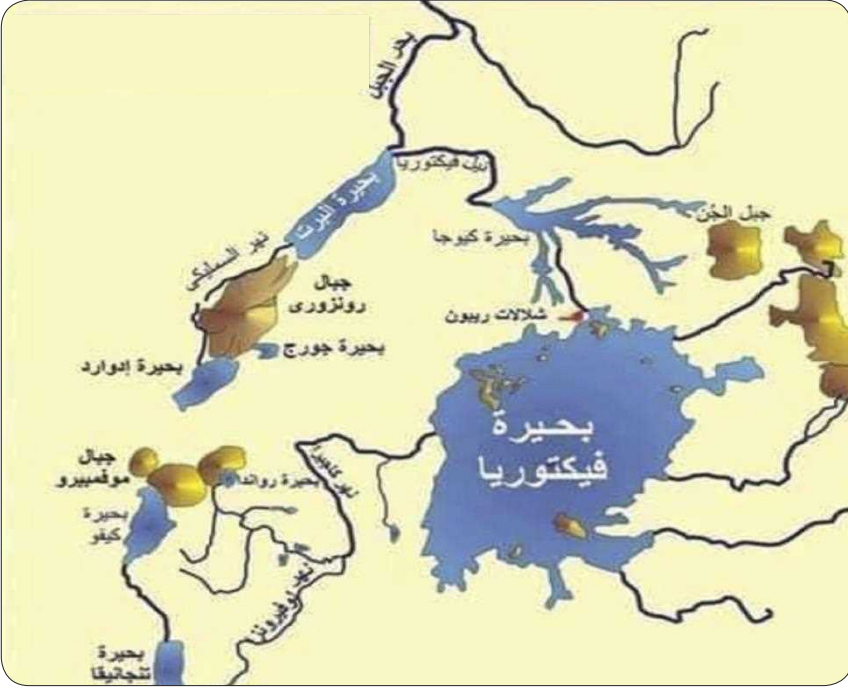 بحر الجبل
نيل فيكتوريا
بحيرة البرت
جبل الجن
بحيرة كيوجا
نهر السمليكى
جبال
رونزورى
شلالات ريبون
بحيرة جورج
بحيرة إدوارد
بحيرة
فيكتوريا
جبال
موفمبيرو
نهر كاجيرا
بحيرة رواندا
بحيرة
كيفو
نهر لوفيرونزا
بحيرة
تنجانيقا